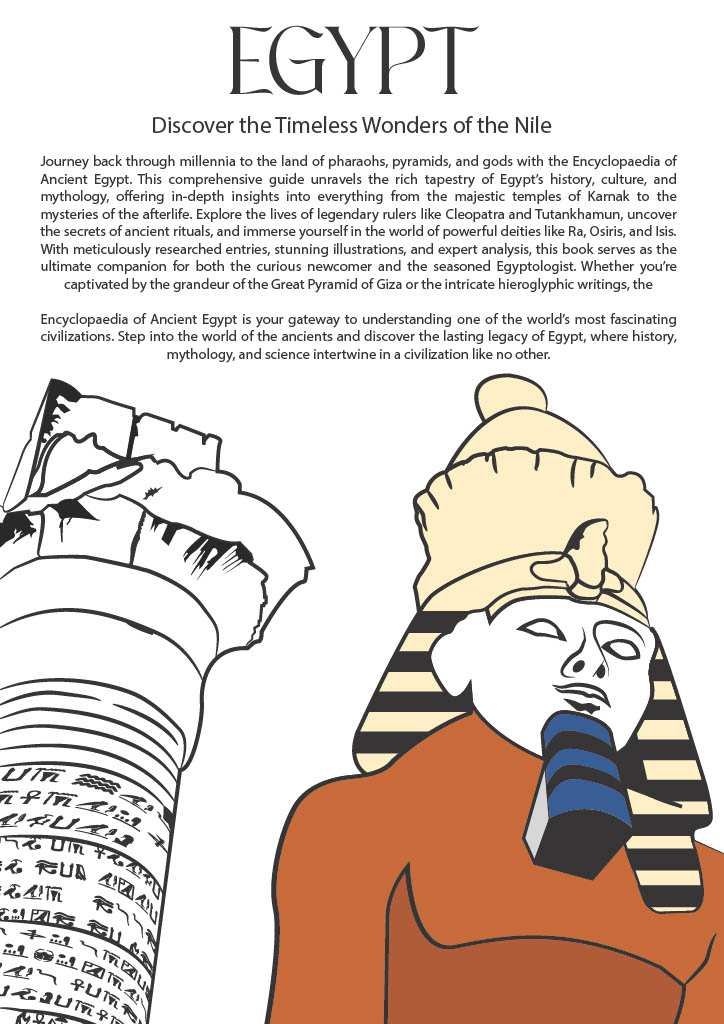 EGYPT
Discover the Timeless Wonders of the Nile
Journey back through millennia to the land of pharaohs, pyramids, and gods with the Encyclopaedia of
Ancient Egypt. This comprehensive guide unravels the rich tapestry of Egypt's history, culture, and
mythology, offering in-depth insights into everything from the majestic temples of Karnak to the
mysteries of the afterlife. Explore the lives of legendary rulers like Cleopatra and Tutankhamun, uncover
the secrets of ancient rituals, and immerse yourself in the world of powerful deities like Ra, Osiris, and Isis.
With meticulously researched entries, stunning illustrations, and expert analysis, this book serves as the
ultimate companion for both the curious newcomer and the seasoned Egyptologist. Whether you're
captivated by the grandeur of the Great Pyramid of Giza or the intricate hieroglyphic writings, the
Encyclopaedia of Ancient Egypt is your gateway to understanding one of the world's most fascinating
civilizations. Step into the world of the ancients and discover the lasting legacy of Egypt, where history,
mythology, and science intertwine in a civilization like no other.